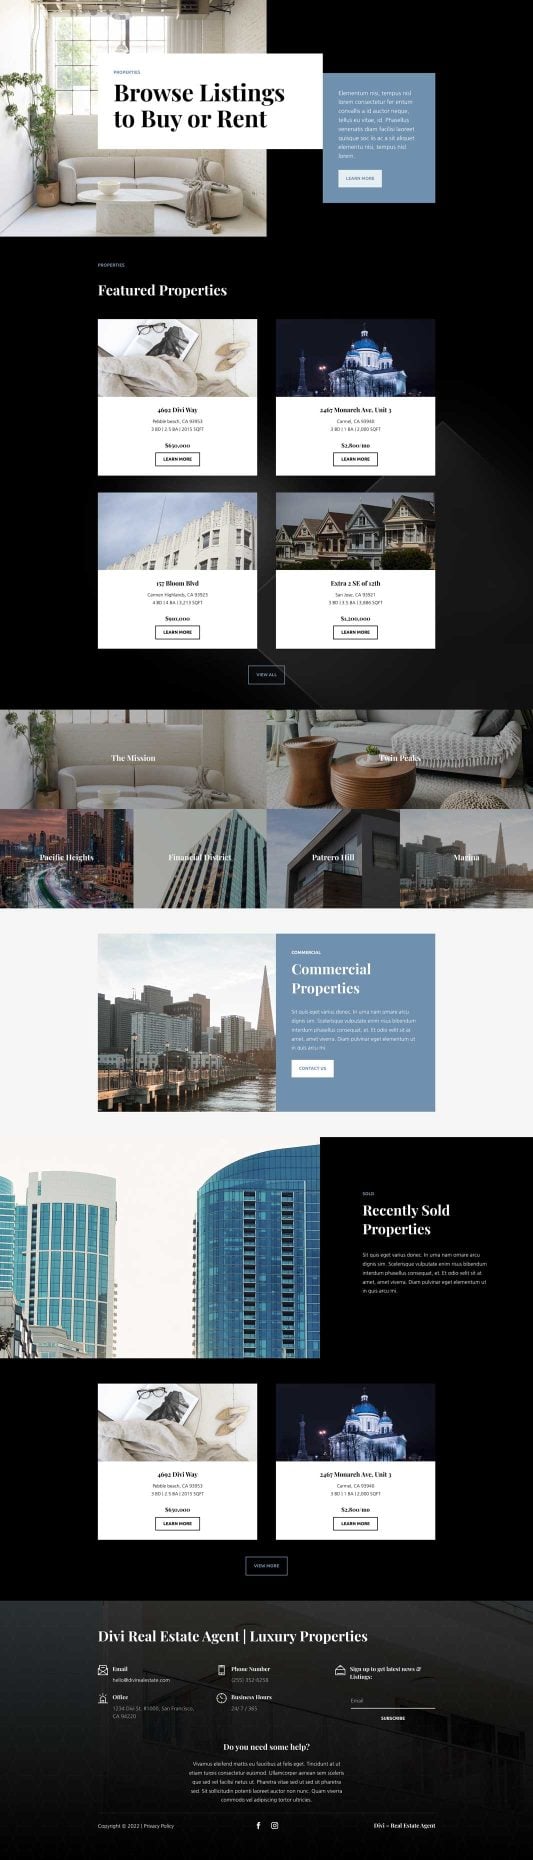 PROPERTIES
Browse Listings
to Buy or Rent
Elementum nisi, tempus nisl
lorem consectetur fer entum
convallis a id auctor neque,
tellus eu vitae, id. Phasellus
venenatis diam facilisi laoreet
quisque soc iis ac a sit aliquet
elementu nisi, tempus nisl
lorem.
LEARN MORE
PROPERTIES
Featured Properties
4692 Divi Way
Pebble beach, CA 93953
3 BD | 2.5 BA | 2015 SQFT
$650,000
LEARN MORE
2467 Monarch Ave, Unit 3
Carmel, CA 93940
3 BD | 1 BA | 2,000 SQFT
$2,800/mo
LEARN MORE
157 Bloom Blvd
Carmen Highlands, CA 93923
4 BD | 4 BA | 3,213 SQFT
$910,000
LEARN MORE
Extra 2 SE of 12th
San Jose, CA 93921
3 BD | 3.5 BA | 3,886 SQFT
$1,200,000
LEARN MORE
VIEW ALL
The Mission
Twin Peaks
Pacific Heights
Financial District
Patrero Hill
Marina
COMMERCIAL
Commercial
Properties
Sit quis eget varius donec. In urna nam ornare arcu
dignis sim. Scelerisque vulputate enim risus bibendum
interdum phasellus consequat, et. Et odio velit sit at
amet, amet viverra. Diam pulvinar eget elementum ut
in quis arcu mi.
CONTACT US
SOLD
Recently Sold
Properties
Sit quis eget varius donec. In urna nam ornare arcu
dignis sim. Scelerisque vulputate enim risus bibendum
interdum phasellus consequat, et. Et odio velit sit at
amet, amet viverra. Diam pulvinar eget elementum ut
in quis arcu mi.
4692 Divi Way
Pebble beach, CA 93953
3 BD | 2.5 BA | 2015 SQFT
$650,000
LEARN MORE
2467 Monarch Ave, Unit 3
Carmel, CA 93940
3 BD | 1 BA | 2,000 SQFT
$2,800/mo
LEARN MORE
VIEW MORE
Divi Real Estate Agent | Luxury Properties
Email
hello@divirealestate.com
Phone Number
(255) 352-6258
Sign up to get latest news &
Listings:
Office
1234 Divi St. #1000, San Francisco,
CA 94220
Business Hours
24/7 / 365
Email
SUBSCRIBE
Do you need some help?
Vivamus eleifend mattis eu faucibus at felis eget. Tincidunt at ut
etiam turpis consectetur euismod. Ullamcorper aenean sem sceleris
que sed vel facilisi netus ut. Pharetra vitae sed ut sed sit pharetra
sed. Sit sollicitudin potenti laoreet auctor non nunc. Quam viverra
commodo vel adipiscing tortor ultricies.
Copyright © 2022 | Privacy Policy
Divi – Real Estate Agent